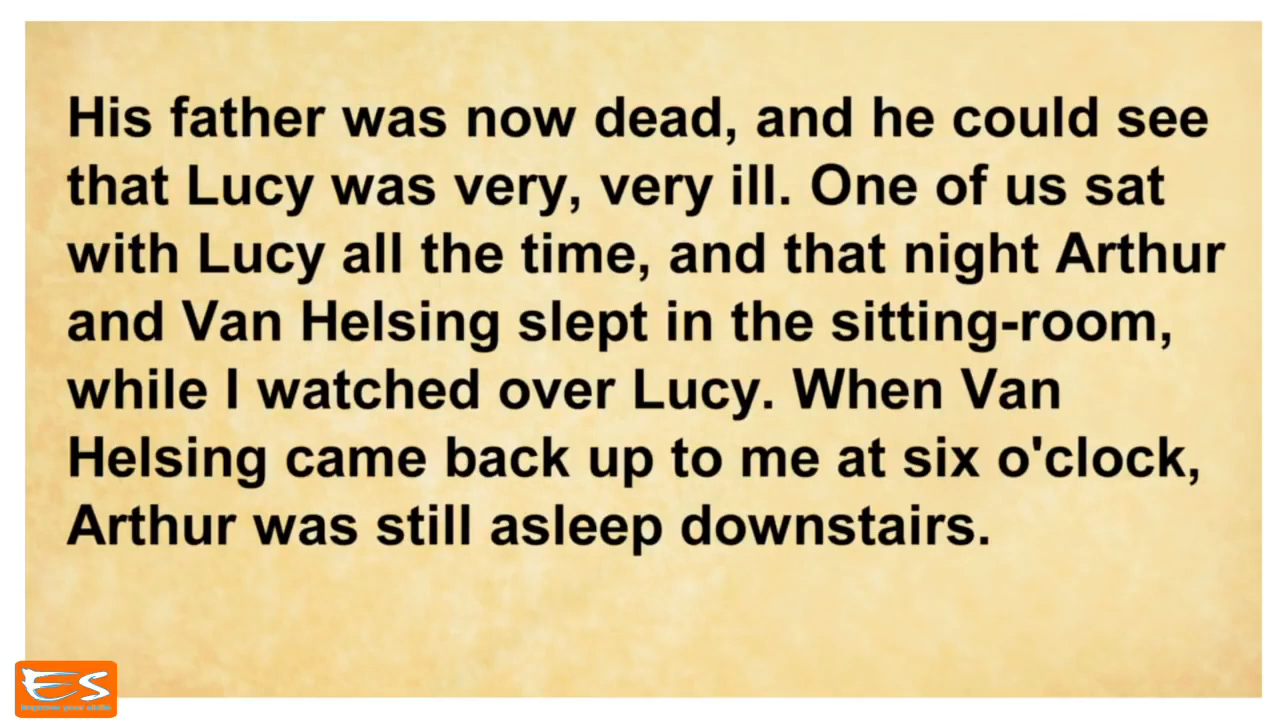 His father was now dead, and he could see
that Lucy was very, very ill. One of us sat
with Lucy all the time, and that night Arthur
and Van Helsing slept in the sitting-room,
while I watched over Lucy. When Van
Helsing came back up to me at six o'clock,
Arthur was still asleep downstairs.
ES